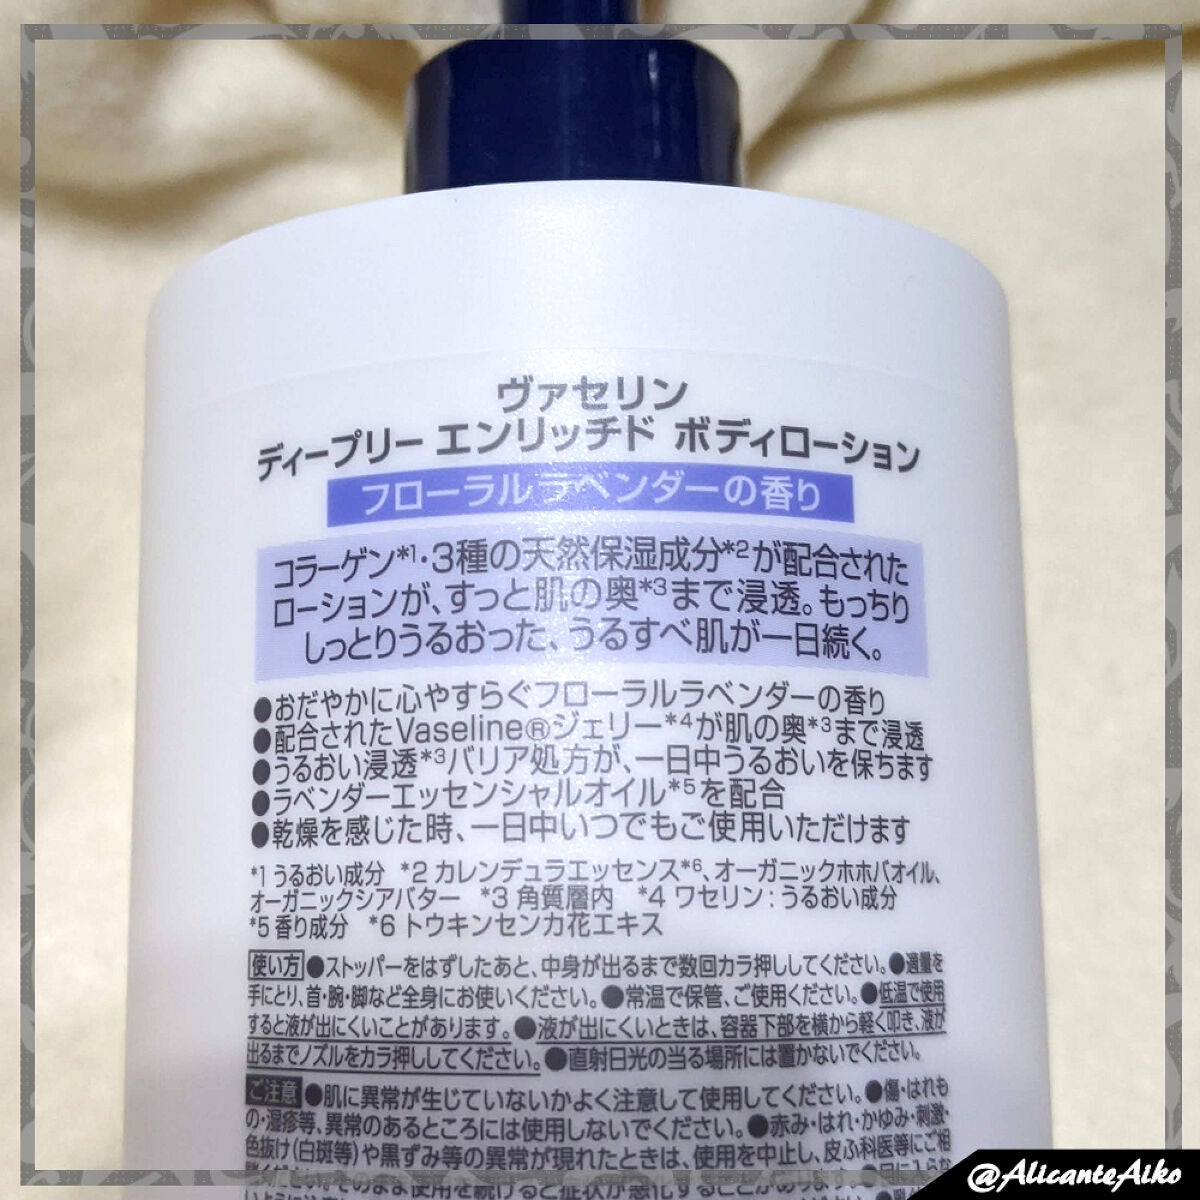 ヴァセリン
ディープリー エンリッチド ボディローション
フローラルラベンダーの香り
コラーゲン*1・3種の天然保湿成分*2が配合された
ローションが、すっと肌の奥*3まで浸透。もっちり
しっとりうるおった、うるすべ肌が一日続く。
●おだやかに心やすらぐフローラルラベンダーの香り
●配合されたVaseline®ジェリー*4が肌の奥*3まで浸透
●うるおい浸透*3バリア処方が、一日中うるおいを保ちます
●ラベンダーエッセンシャルオイル*5を配合
●乾燥を感じた時、一日中いつでもご使用いただけます
*1 うるおい成分 *2 カレンデュラエッセンス*6、オーガニックホホバオイル、
オーガニックシアバター *3 角質層内 *4 ワセリン：うるおい成分
*5 香り成分 *6 トウキンセンカ花エキス
使い方 ●ストッパーをはずしたあと、中身が出るまで数回カラ押ししてください。●適量を
手にとり、首・腕・脚など全身にお使いください。●常温で保管、ご使用ください。●低温で使用
すると液が出にくいことがあります。●液が出にくいときは、容器下部を横から軽く叩き、液が
出るまでノズルをカラ押ししてください。●直射日光の当る場所には置かないでください。
ご注意 ●肌に異常が生じていないかよく注意して使用してください。●傷・はれも
の・湿疹等、異常のあるところには使用しないでください。●赤み・はれ・かゆみ・刺激・
色抜け(白斑等)や黒ずみ等の異常が現れたときは、使用を中止し、皮ふ科医等にご相
そのまま使用を続けると症状が悪化することがあります。
@AlicanteAiko